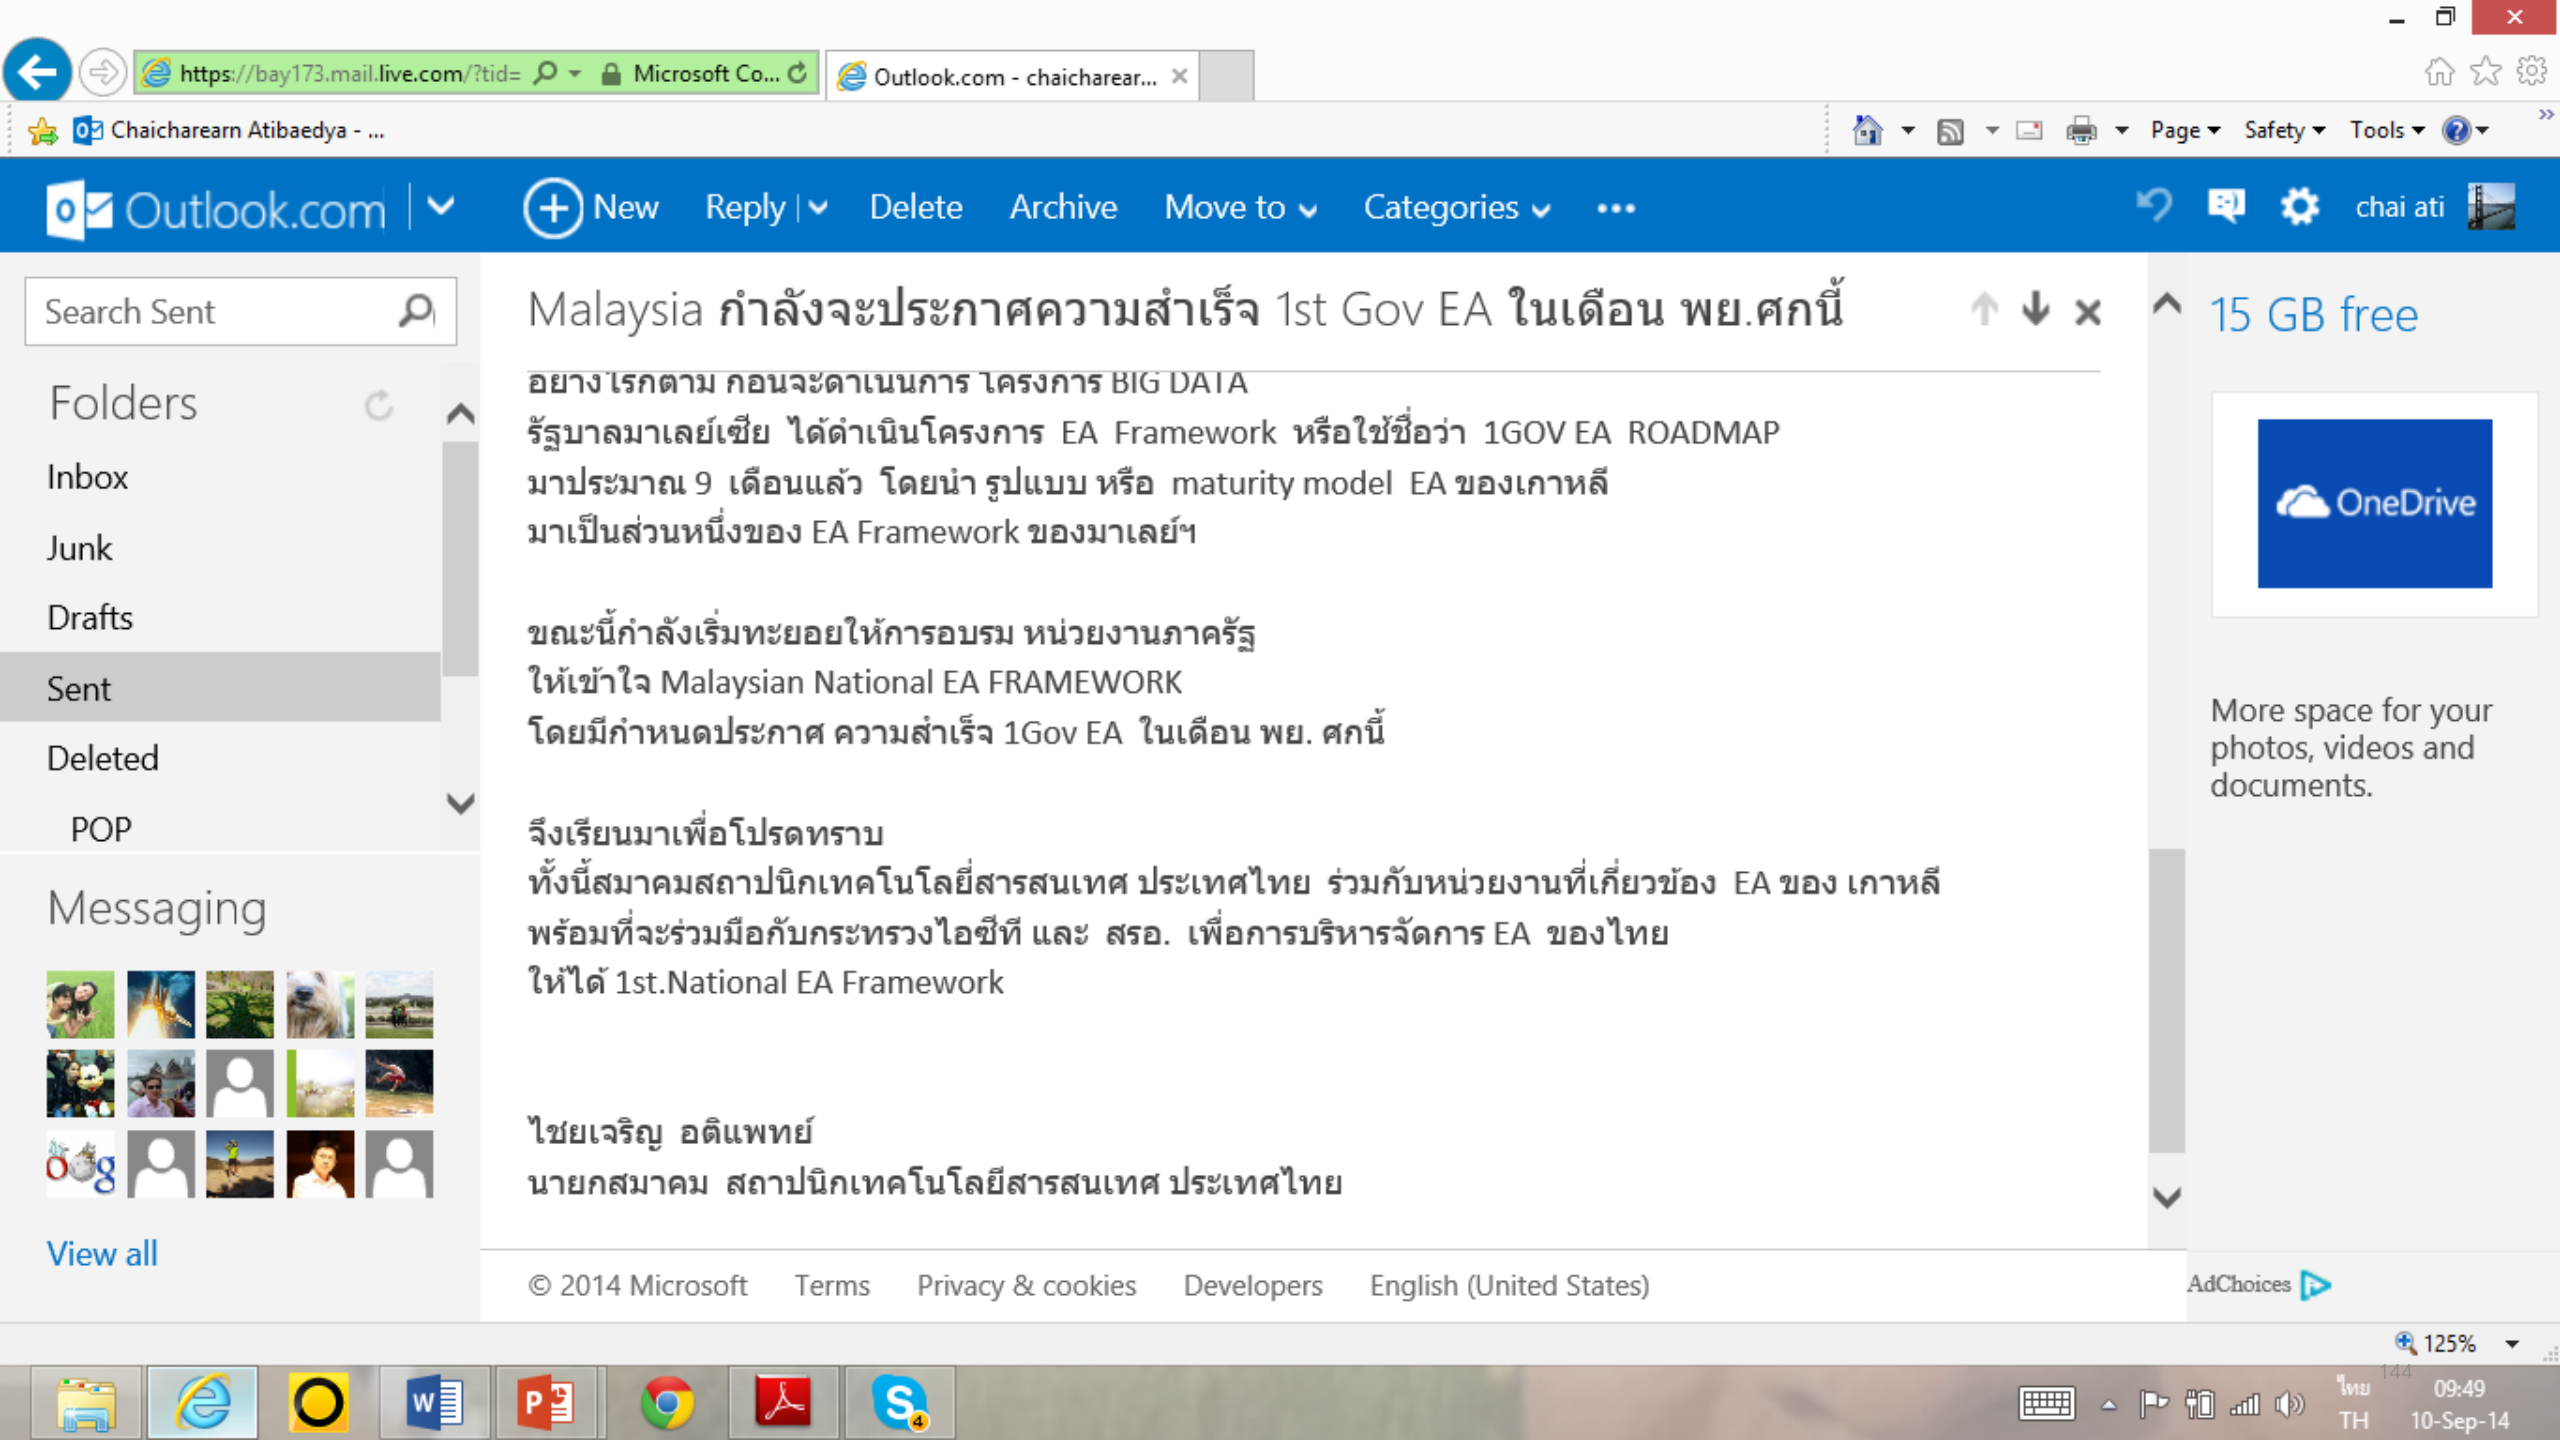 https://bay173.mail.live.com/?tid=
Microsoft Co...
Outlook.com - chaicharear...
Chaicharearn Atibaedya - ...
Page
Safety
Tools
Outlook.com
New
Reply
Delete
Archive
Move to
Categories
chai ati
Search Sent
Folders
Inbox
Junk
Drafts
Sent
Deleted
POP
Messaging
View all
Malaysia กำลังจะประกาศความสำเร็จ 1st Gov EA ในเดือน พย.ศกนี้
อย่างไรก็ตาม ก่อนจะดำเนินการ โครงการ BIG DATA
รัฐบาลมาเลย์เซีย ได้ดำเนินโครงการ EA Framework หรือใช้ชื่อว่า 1GOV EA ROADMAP
มาประมาณ 9 เดือนแล้ว โดยนำ รูปแบบ หรือ maturity model EA ของเกาหลี
มาเป็นส่วนหนึ่งของ EA Framework ของมาเลย์ฯ
ขณะนี้กำลังเริ่มทะยอยให้การอบรม หน่วยงานภาครัฐ
ให้เข้าใจ Malaysian National EA FRAMEWORK
โดยมีกำหนดประกาศ ความสำเร็จ 1Gov EA ในเดือน พย. ศกนี้
จึงเรียนมาเพื่อโปรดทราบ
ทั้งนี้สมาคมสถาปนิกเทคโนโลยี่สารสนเทศ ประเทศไทย ร่วมกับหน่วยงานที่เกี่ยวข้อง EA ของ เกาหลี
พร้อมที่จะร่วมมือกับกระทรวงไอซีที และ สรอ. เพื่อการบริหารจัดการ EA ของไทย
ให้ได้ 1st.National EA Framework
ไชยเจริญ อติแพทย์
นายกสมาคม สถาปนิกเทคโนโลยีสารสนเทศ ประเทศไทย
© 2014 Microsoft
Terms
Privacy & cookies
Developers
English (United States)
15 GB free
OneDrive
More space for your
photos, videos and
documents.
AdChoices
125%
144
ไทย
TH
09:49
10-Sep-14